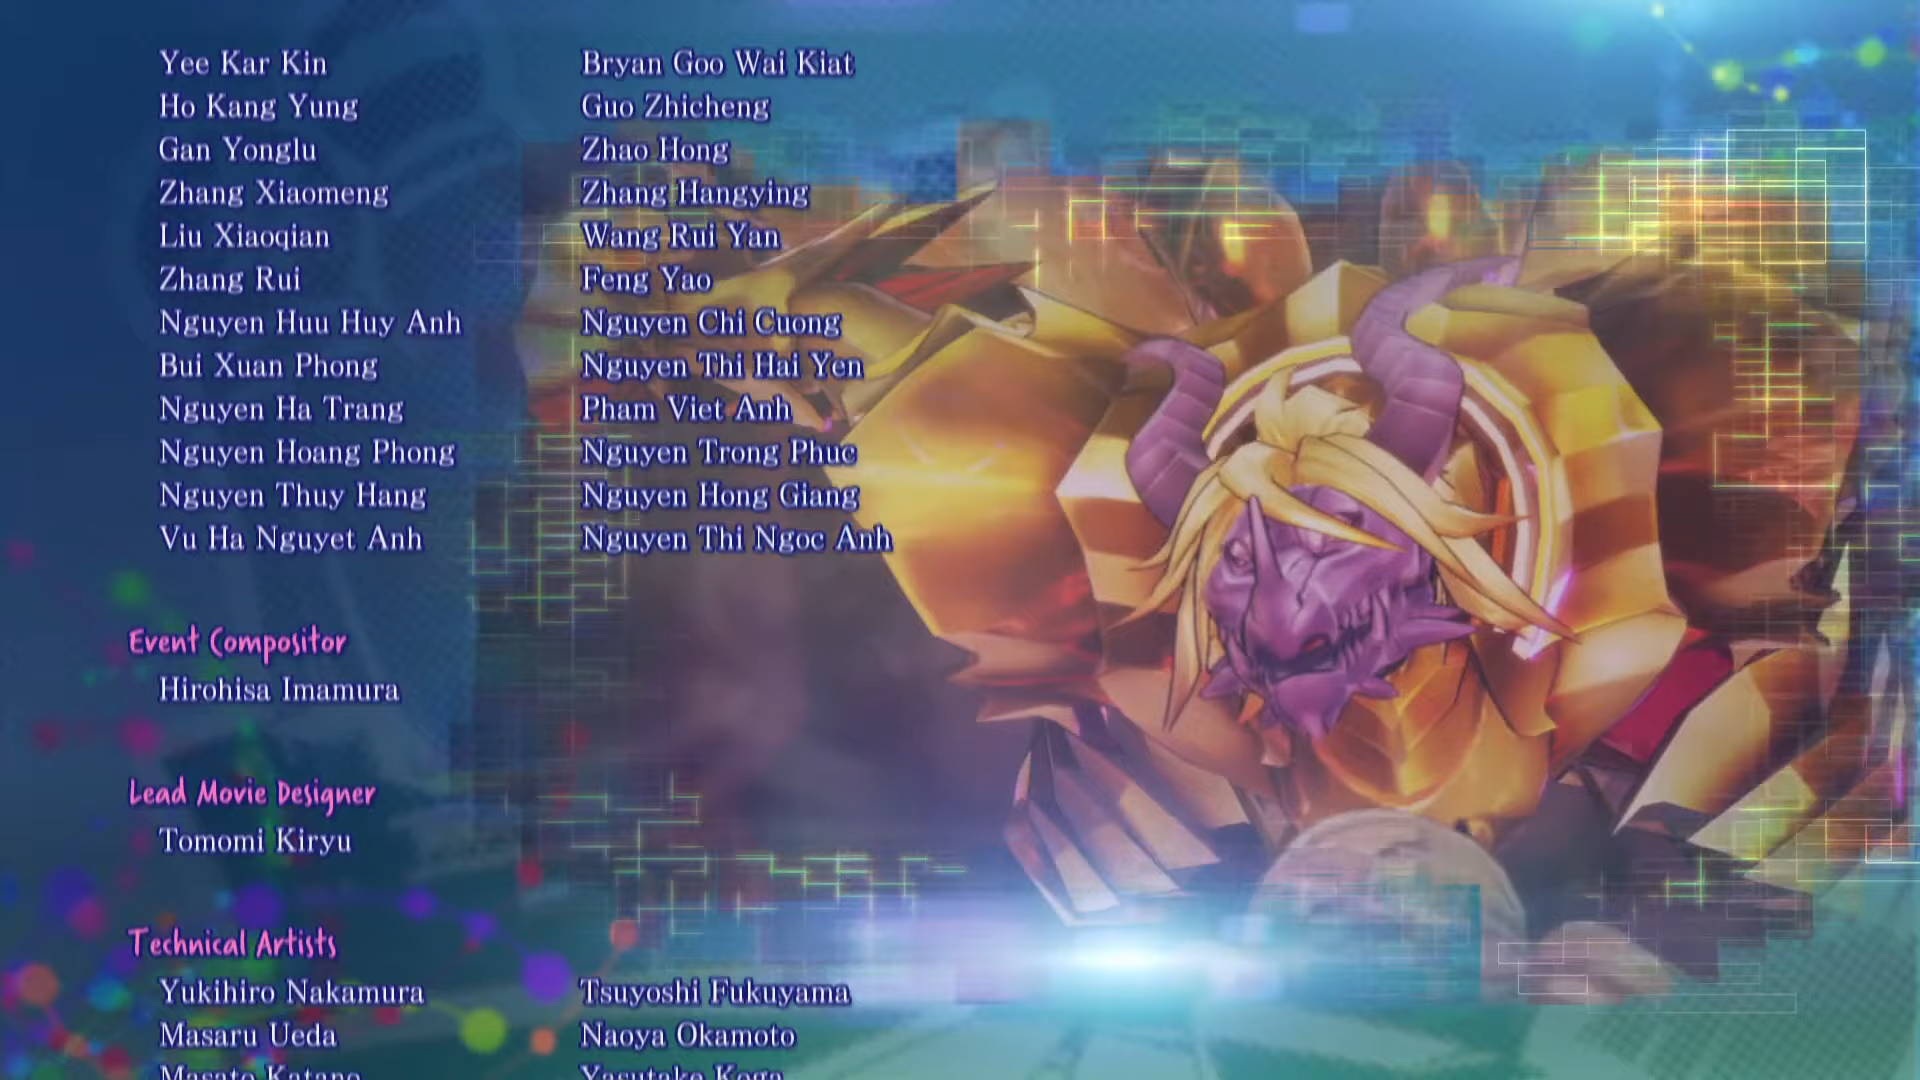 Yee Kar Kin Bryan Goo Wai Kiat
Ho Kang Yung Guo Zhicheng
Gan Yonglu Zhao Hong
Zhang Xiaomeng Zhang Hangying
Liu Xiaoqian Wang Rui Yan
Zhang Rui Feng Yao
Nguyen Huu Huy Anh Nguyen Chi Cuong
Bui Xuan Phong Nguyen Thi Hai Yen
Nguyen Ha Trang Pham Viet Anh
Nguyen Hoang Phong Nguyen Trong Phuc
Nguyen Thuy Hang Nguyen Hong Giang
Vu Ha Nguyet Anh Nguyen Thi Ngoc Anh
Event Compositor
Hirohisa Imamura
Lead Movie Designer
Tomomi Kiryu
Technical Artists
Yukihiro Nakamura Tsuyoshi Fukuyama
Masaru Ueda Naoya Okamoto
Masato Katano Yasutake Koga